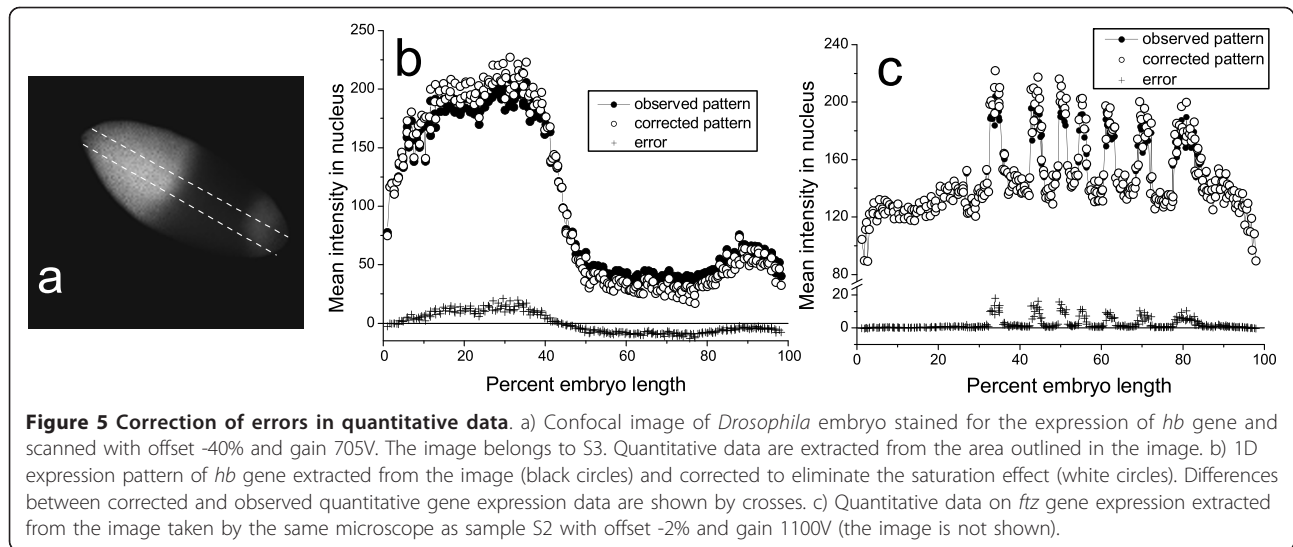 a
b
250
200
150
100
50
0
0
20
40
60
80
100
Mean intensity in nucleus
Percent embryo length
observed pattern
corrected pattern
error
c
240
200
160
120
80
20
10
0
0
20
40
60
80
100
Mean intensity in nucleus
Percent embryo length
observed pattern
corrected pattern
error
Figure 5 Correction of errors in quantitative data. a) Confocal image of Drosophila embryo stained for the expression of hb gene and
scanned with offset -40% and gain 705V. The image belongs to S3. Quantitative data are extracted from the area outlined in the image. b) 1D
expression pattern of hb gene extracted from the image (black circles) and corrected to eliminate the saturation effect (white circles). Differences
between corrected and observed quantitative gene expression data are shown by crosses. c) Quantitative data on ftz gene expression extracted
from the image taken by the same microscope as sample S2 with offset -2% and gain 1100V (the image is not shown).